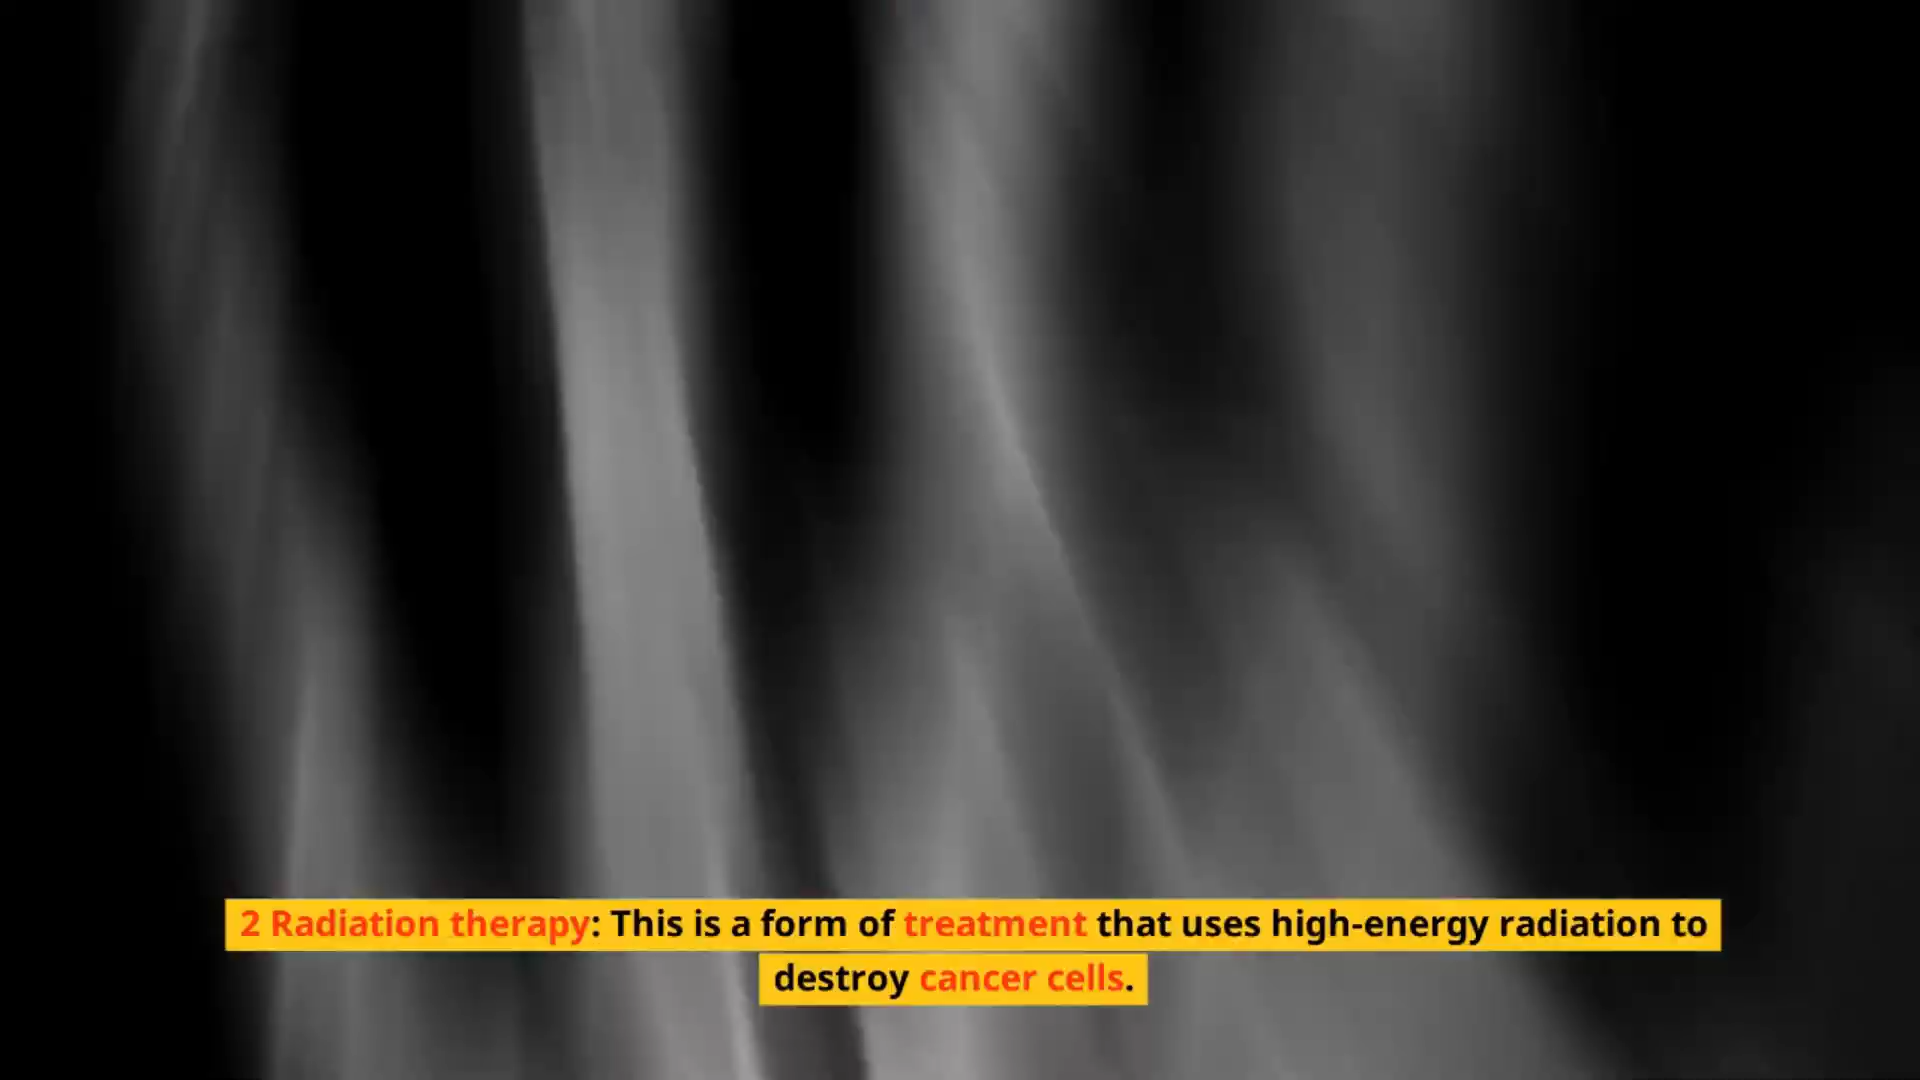 2 Radiation therapy: This is a form of treatment that uses high-energy radiation to
destroy cancer cells.